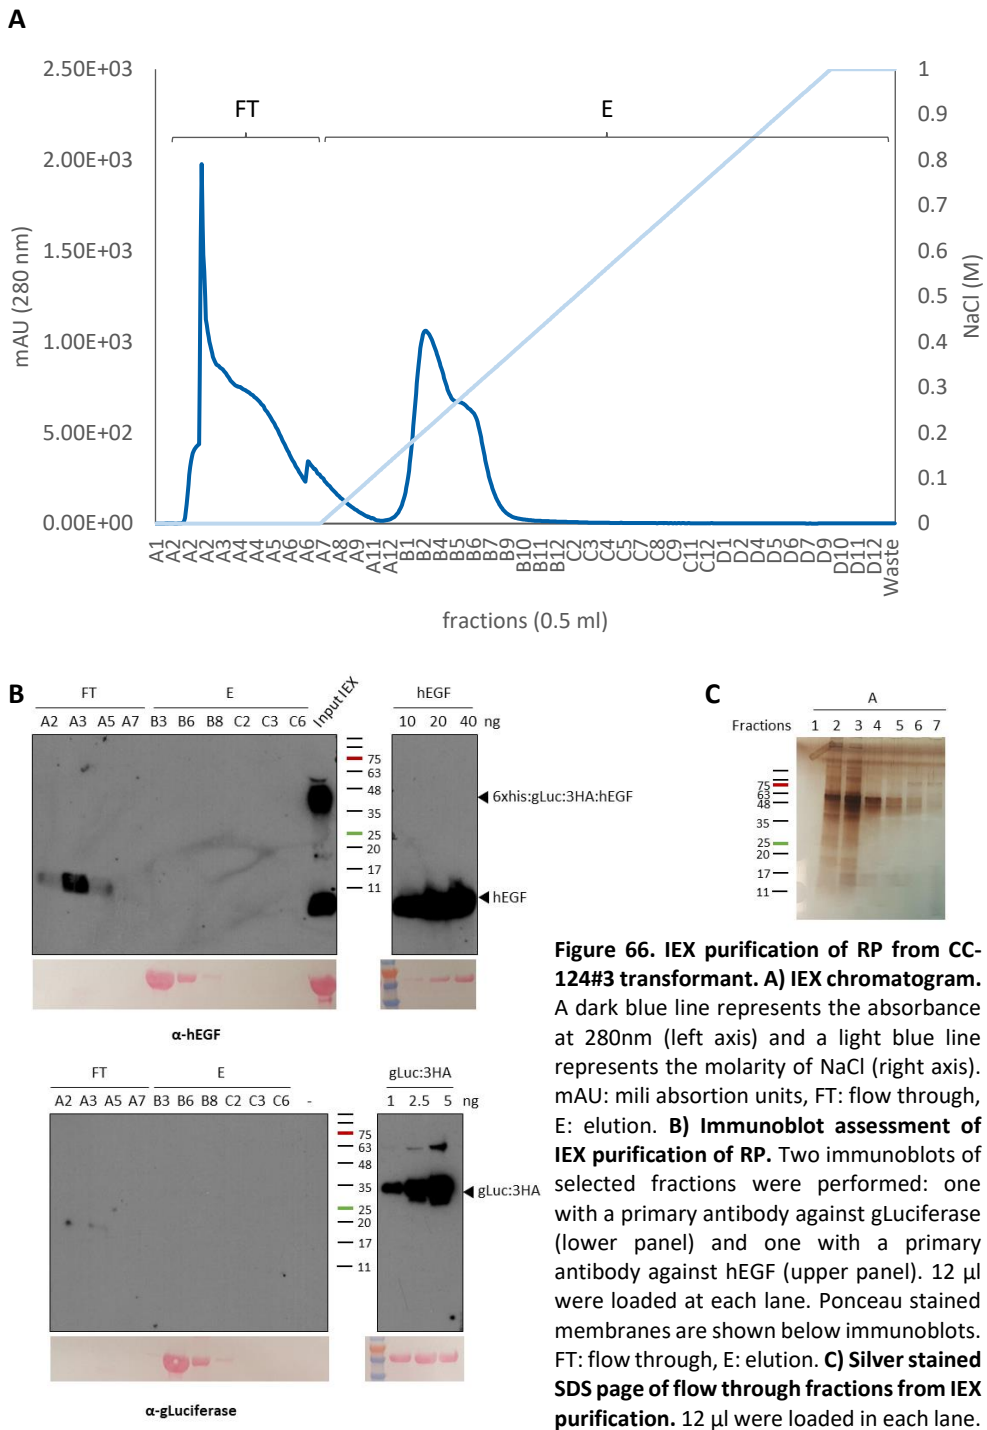 A
2.50E+03
2.00E+03
1.50E+03
1.00E+03
5.00E+02
0.00E+00
mAU (280 nm)
FT
E
1
0.9
0.8
0.7
0.6
0.5
0.4
0.3
0.2
0.1
0
NaCl (M)
A1 A2 A2 A2 A3 A4 A4 A5 A6 A6 A7 A8 A9 A11 A12 B1 B2 B4 B5 B6 B7 B9 B10 B11 B12 C2 C3 C4 C5 C7 C8 C9 C11 C12 D1 D2 D4 D5 D6 D7 D9 D10 D11 D12 Waste
fractions (0.5 ml)
B
FT E Input IEX
A2 A3 A5 A7 B3 B6 B8 C2 C3 C6
75
63
48
35
25
20
17
11
hEGF
10 20 40 ng
6xhis:gLuc:3HA:hEGF
hEGF
α-hEGF
FT E
A2 A3 A5 A7 B3 B6 B8 C2 C3 C6 -
75
63
48
35
25
20
17
11
gLuc:3HA
1 2.5 5 ng
gLuc:3HA
α-gLuciferase
C
A
Fractions 1 2 3 4 5 6 7
75
63
48
35
25
20
17
11
Figure 66. IEX purification of RP from CC-
124#3 transformant. A) IEX chromatogram.
A dark blue line represents the absorbance
at 280nm (left axis) and a light blue line
represents the molarity of NaCl (right axis).
mAU: mili absortion units, FT: flow through,
E: elution. B) Immunoblot assessment of
IEX purification of RP. Two immunoblots of
selected fractions were performed: one
with a primary antibody against gLuciferase
(lower panel) and one with a primary
antibody against hEGF (upper panel). 12 µl
were loaded at each lane. Ponceau stained
membranes are shown below immunoblots.
FT: flow through, E: elution. C) Silver stained
SDS page of flow through fractions from IEX
purification. 12 µl were loaded in each lane.